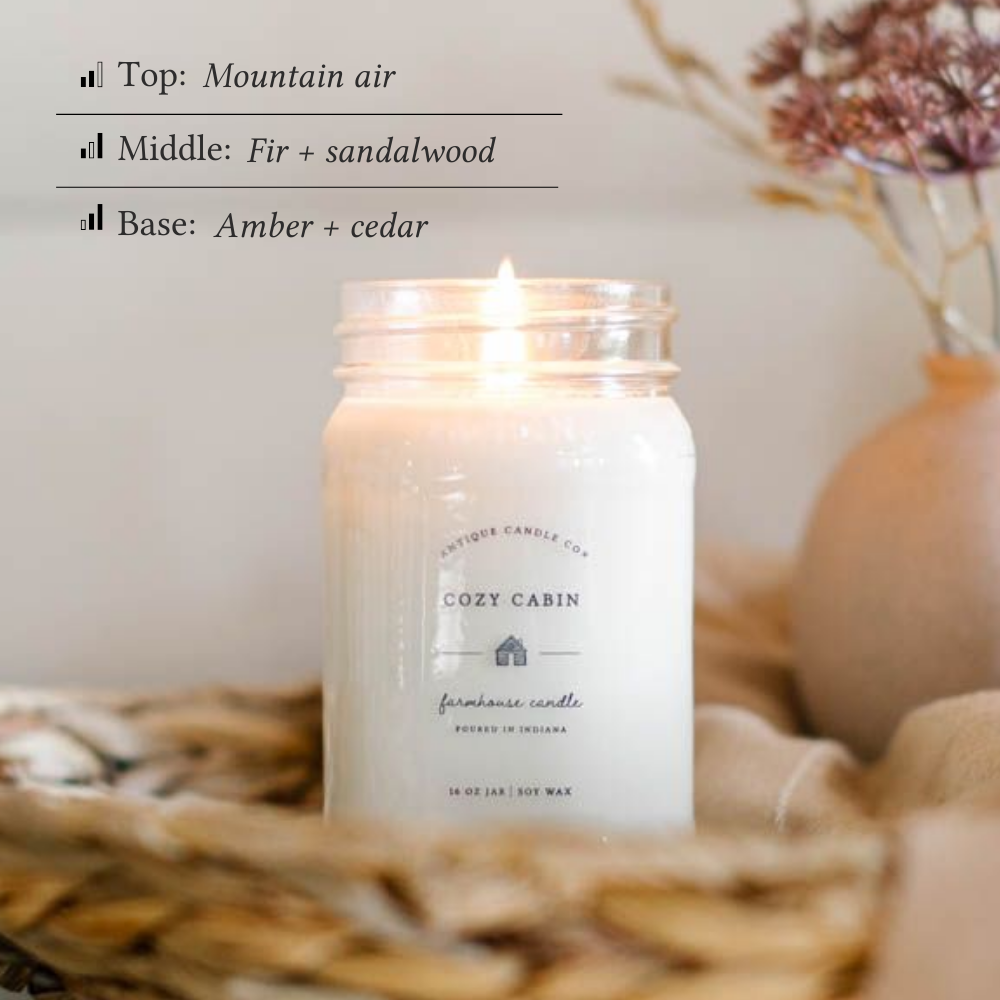 Top: Mountain air
Middle: Fir + sandalwood
Base: Amber + cedar
ANTIQUE CANDLE CO®
COZY CABIN
farmhouse candle
POURED IN INDIANA
16 OZ JAR | SOY WAX